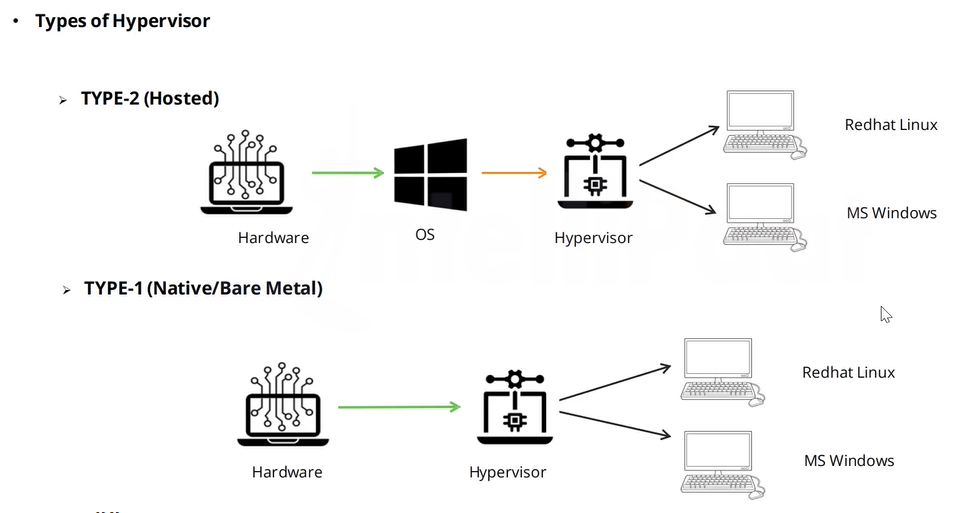 • Types of Hypervisor
➢ TYPE-2 (Hosted)
Redhat Linux
MS Windows
Hardware
OS
Hypervisor
➢ TYPE-1 (Native/Bare Metal)
Redhat Linux
MS Windows
Hardware
Hypervisor